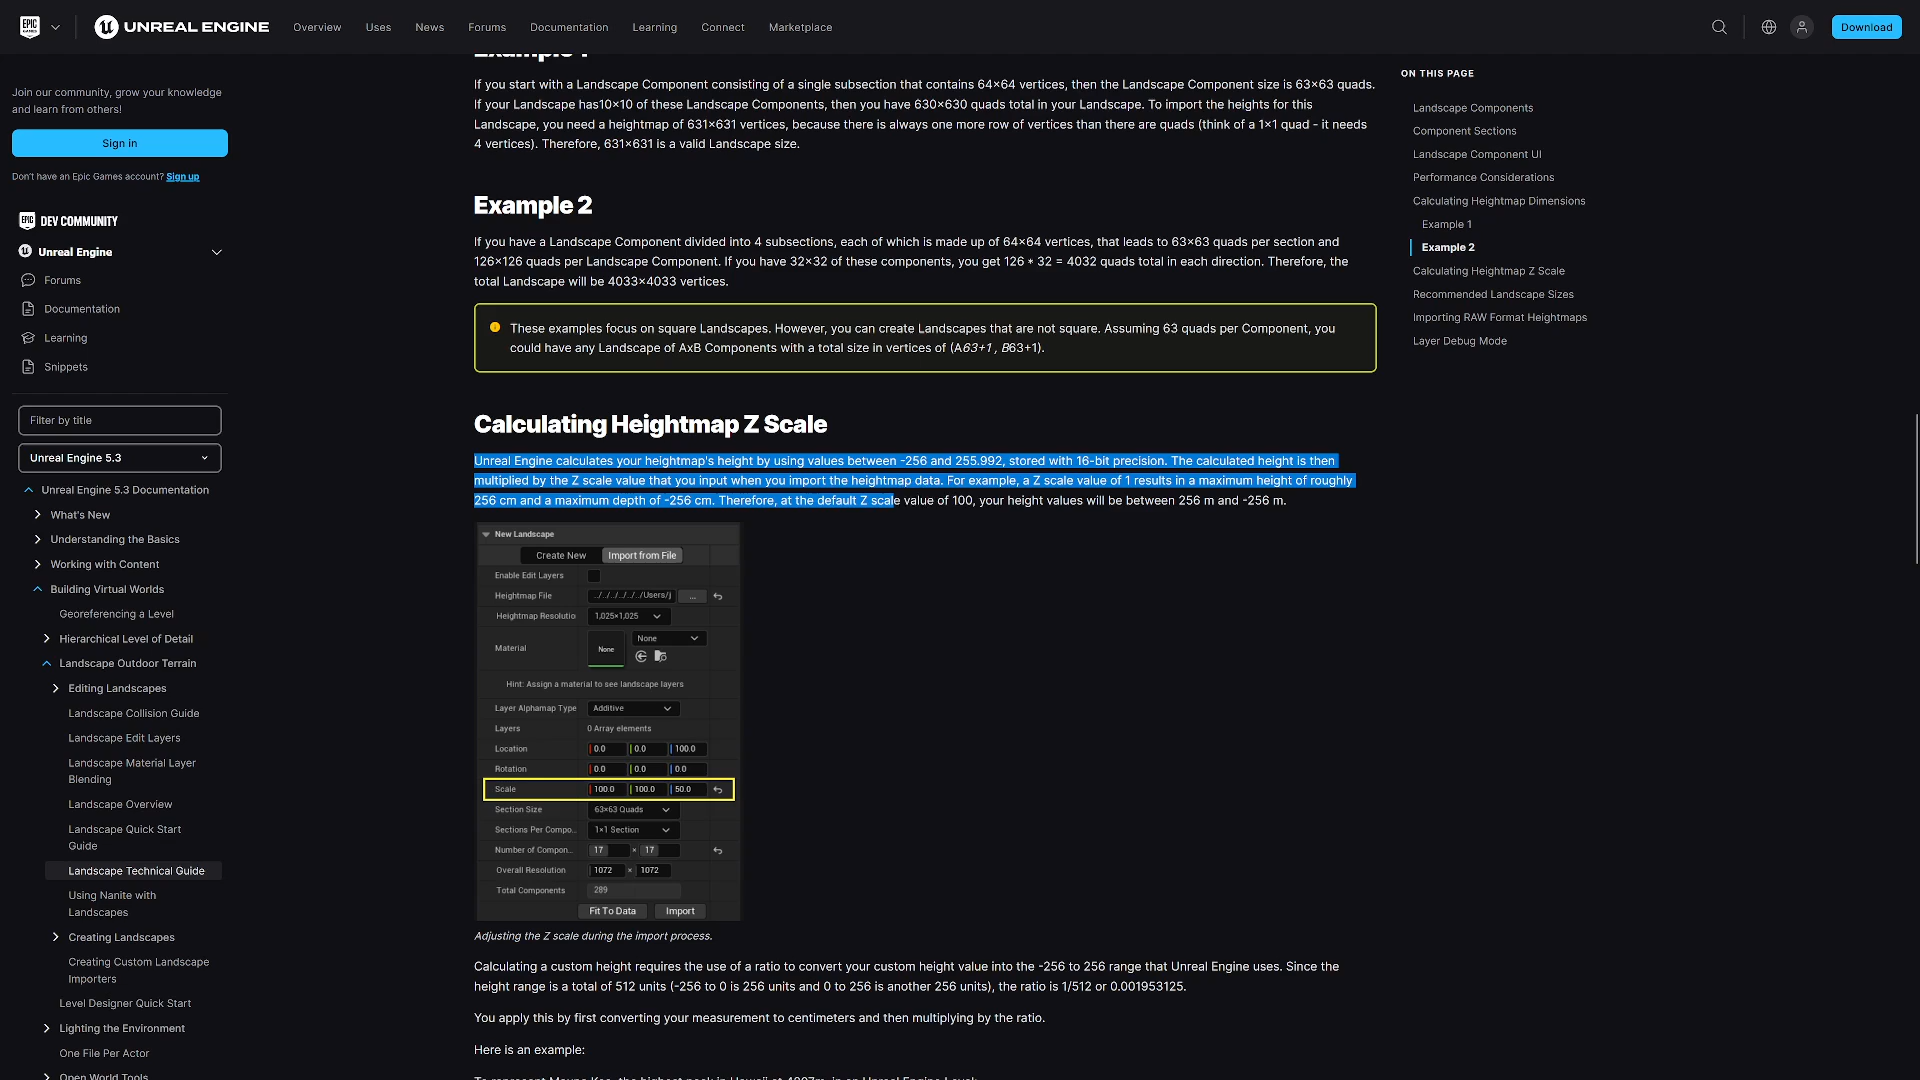 EPIC GAMES
UNREAL ENGINE
Overview
Uses
News
Forums
Documentation
Learning
Connect
Marketplace
Download
Join our community, grow your knowledge
and learn from others!
Sign in
Don't have an Epic Games account? Sign up
EPIC DEV COMMUNITY
Unreal Engine
Forums
Documentation
Learning
Snippets
Filter by title
Unreal Engine 5.3
Unreal Engine 5.3 Documentation
What's New
Understanding the Basics
Working with Content
Building Virtual Worlds
Georeferencing a Level
Hierarchical Level of Detail
Landscape Outdoor Terrain
Editing Landscapes
Landscape Collision Guide
Landscape Edit Layers
Landscape Material Layer
Blending
Landscape Overview
Landscape Quick Start
Guide
Landscape Technical Guide
Using Nanite with
Landscapes
Creating Landscapes
Creating Custom Landscape
Importers
Level Designer Quick Start
Lighting the Environment
One File Per Actor
Open World Tools
Example 1
If you start with a Landscape Component consisting of a single subsection that contains 64×64 vertices, then the Landscape Component size is 63×63 quads.
If your Landscape has10×10 of these Landscape Components, then you have 630×630 quads total in your Landscape. To import the heights for this
Landscape, you need a heightmap of 631×631 vertices, because there is always one more row of vertices than there are quads (think of a 1×1 quad - it needs
4 vertices). Therefore, 631×631 is a valid Landscape size.
Example 2
If you have a Landscape Component divided into 4 subsections, each of which is made up of 64×64 vertices, that leads to 63×63 quads per section and
126×126 quads per Landscape Component. If you have 32×32 of these components, you get 126 * 32 = 4032 quads total in each direction. Therefore, the
total Landscape will be 4033×4033 vertices.
These examples focus on square Landscapes. However, you can create Landscapes that are not square. Assuming 63 quads per Component, you
could have any Landscape of AxB Components with a total size in vertices of (A63+1 , B63+1).
Calculating Heightmap Z Scale
Unreal Engine calculates your heightmap's height by using values between -256 and 255.992, stored with 16-bit precision. The calculated height is then
multiplied by the Z scale value that you input when you import the heightmap data. For example, a Z scale value of 1 results in a maximum height of roughly
256 cm and a maximum depth of -256 cm. Therefore, at the default Z scale value of 100, your height values will be between 256 m and -256 m.
New Landscape
Create New Import from File
Enable Edit Layers
Heightmap File ../../../../../../Users/j ...
Heightmap Resolutio 1,025×1,025
Material None None
Hint: Assign a material to see landscape layers
Layer Alphamap Type Additive
Layers 0 Array elements
Location 0.0 0.0 100.0
Rotation 0.0 0.0 0.0
Scale 100.0 100.0 50.0
Section Size 63×63 Quads
Sections Per Compo... 1×1 Section
Number of Compon... 17 × 17
Overall Resolution 1072 × 1072
Total Components 289
Fit To Data Import
Adjusting the Z scale during the import process.
Calculating a custom height requires the use of a ratio to convert your custom height value into the -256 to 256 range that Unreal Engine uses. Since the
height range is a total of 512 units (-256 to 0 is 256 units and 0 to 256 is another 256 units), the ratio is 1/512 or 0.001953125.
You apply this by first converting your measurement to centimeters and then multiplying by the ratio.
Here is an example:
To represent Mauna Kea, the highest peak in Hawaii at 4207m, in an Unreal Engine Level:
ON THIS PAGE
Landscape Components
Component Sections
Landscape Component UI
Performance Considerations
Calculating Heightmap Dimensions
Example 1
Example 2
Calculating Heightmap Z Scale
Recommended Landscape Sizes
Importing RAW Format Heightmaps
Layer Debug Mode